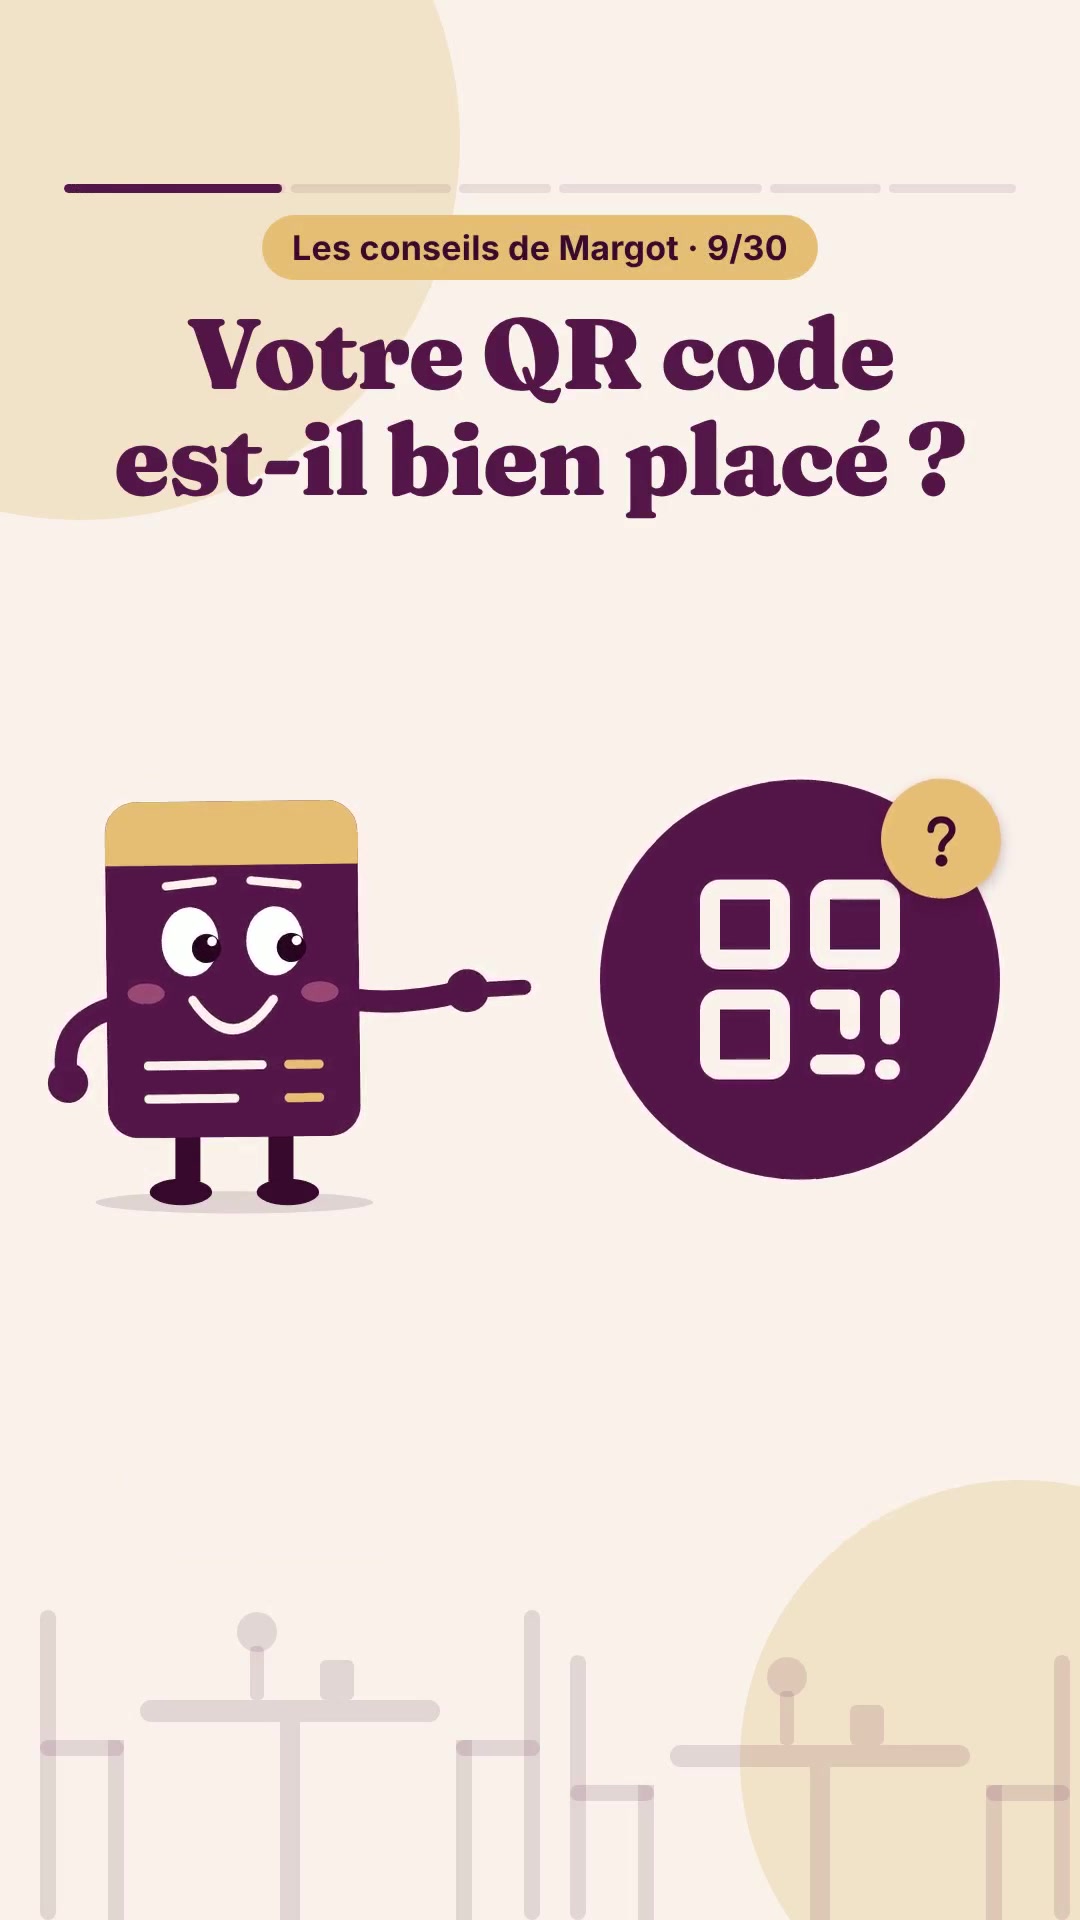 Les conseils de Margot · 9/30
Votre QR code
est-il bien placé ?
?